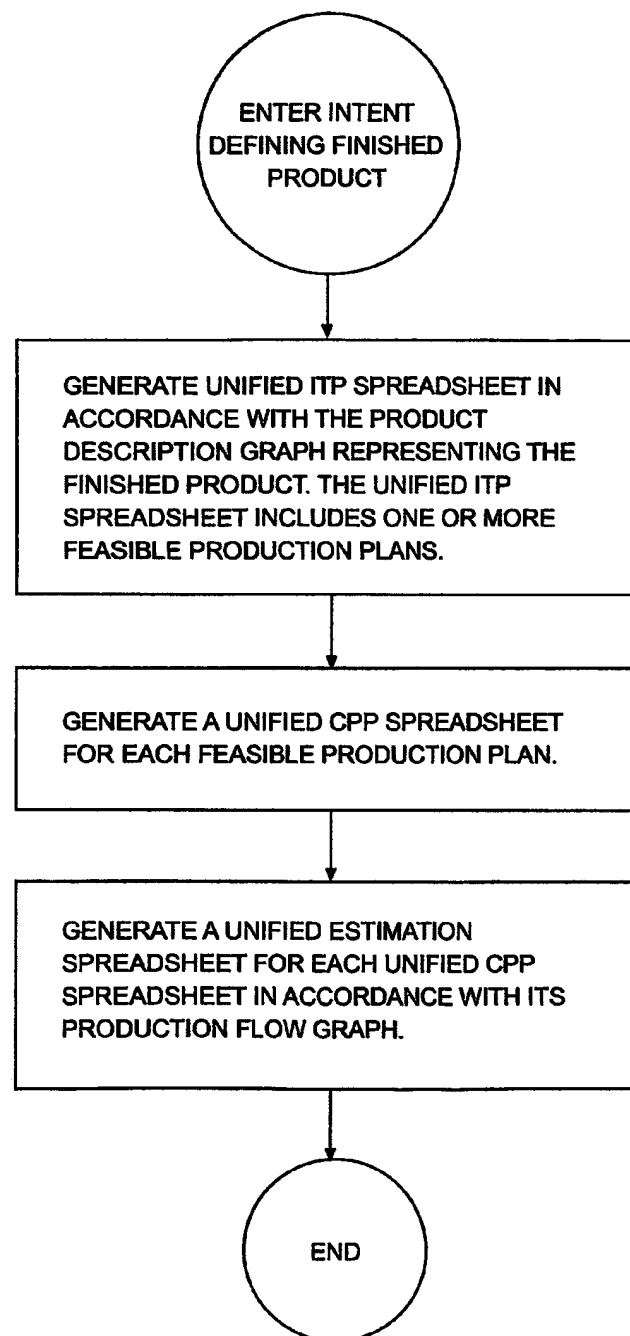 ENTER INTENT
DEFINING FINISHED
PRODUCT
GENERATE UNIFIED ITP SPREADSHEET IN
ACCORDANCE WITH THE PRODUCT
DESCRIPTION GRAPH REPRESENTING THE
FINISHED PRODUCT. THE UNIFIED ITP
SPREADSHEET INCLUDES ONE OR MORE
FEASIBLE PRODUCTION PLANS.
GENERATE A UNIFIED CPP SPREADSHEET
FOR EACH FEASIBLE PRODUCTION PLAN.
GENERATE A UNIFIED ESTIMATION
SPREADSHEET FOR EACH UNIFIED CPP
SPREADSHEET IN ACCORDANCE WITH ITS
PRODUCTION FLOW GRAPH.
END